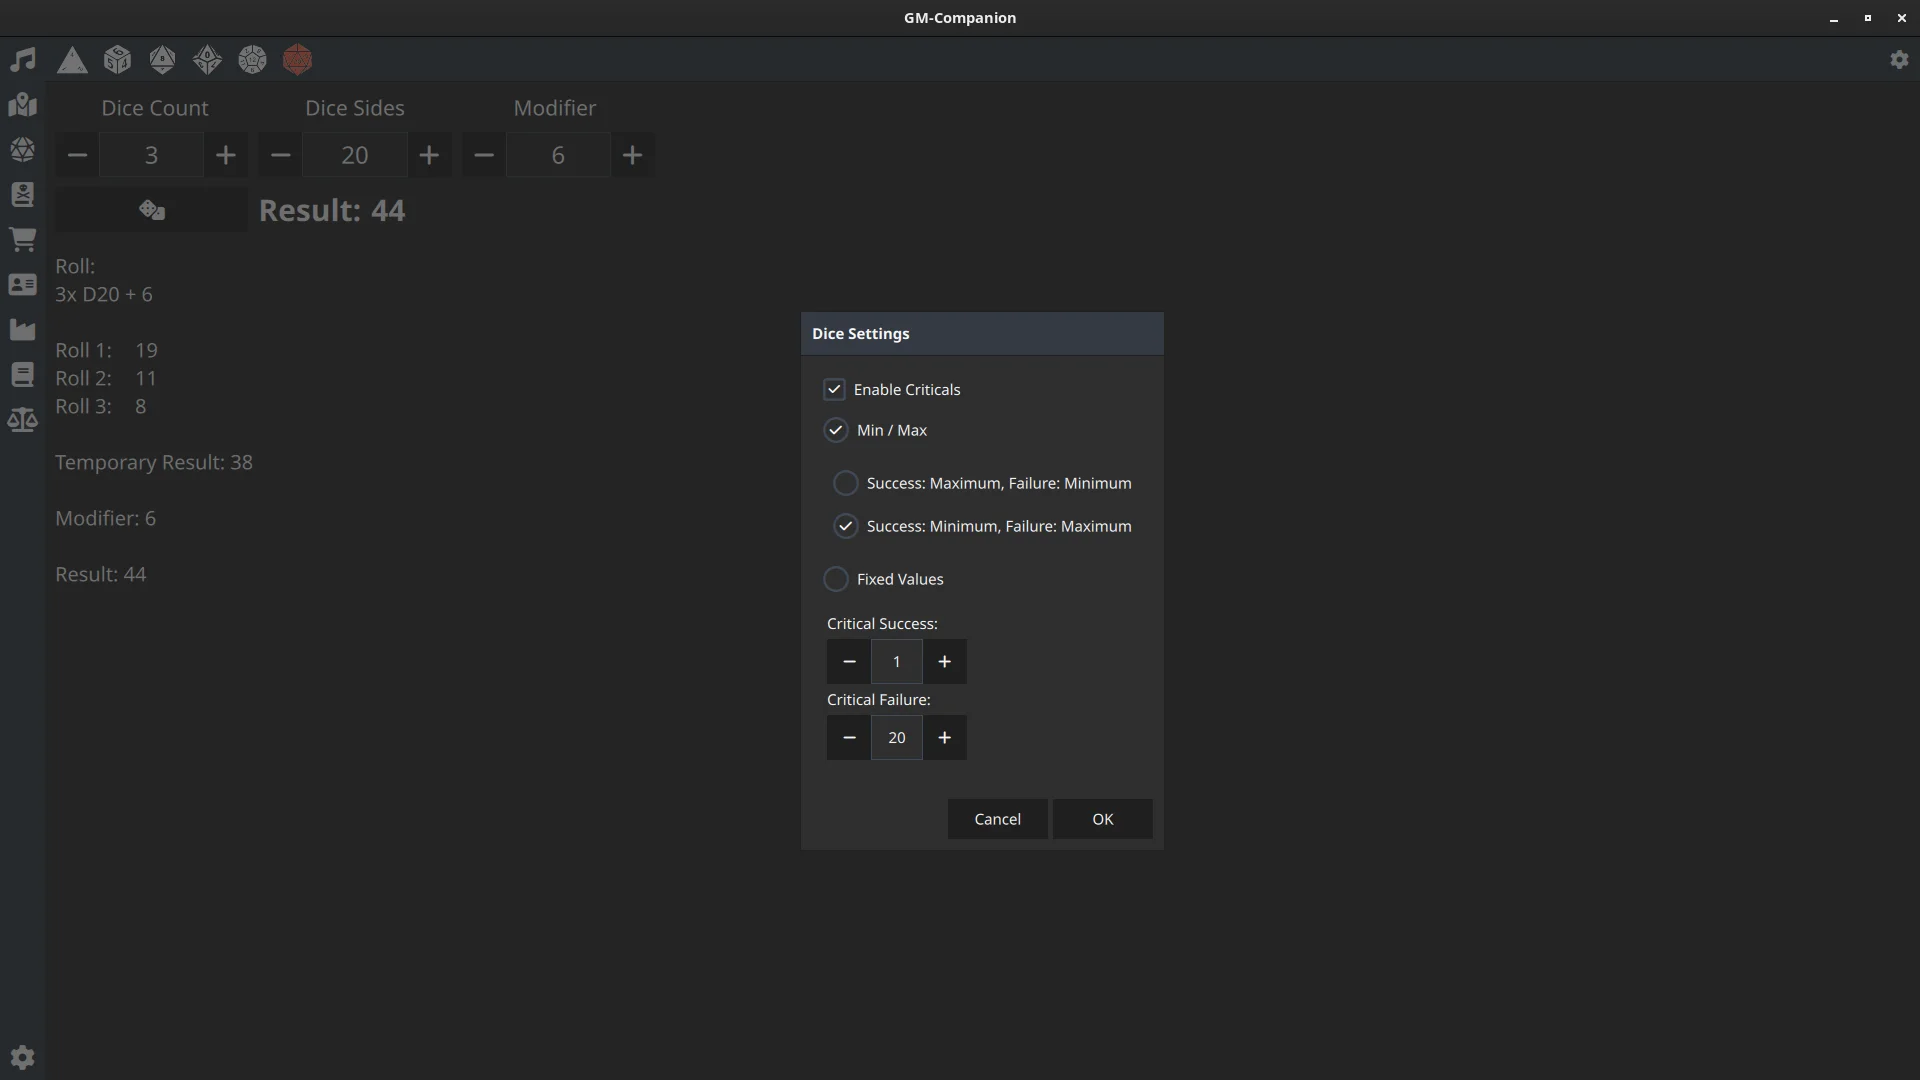 GM-Companion
Dice Count Dice Sides Modifier
3 20 6
Result: 44
Roll:
3x D20 + 6
Roll 1: 19
Roll 2: 11
Roll 3: 8
Temporary Result: 38
Modifier: 6
Result: 44
Dice Settings
Enable Criticals
Min / Max
Success: Maximum, Failure: Minimum
Success: Minimum, Failure: Maximum
Fixed Values
Critical Success:
1
Critical Failure:
20
Cancel OK